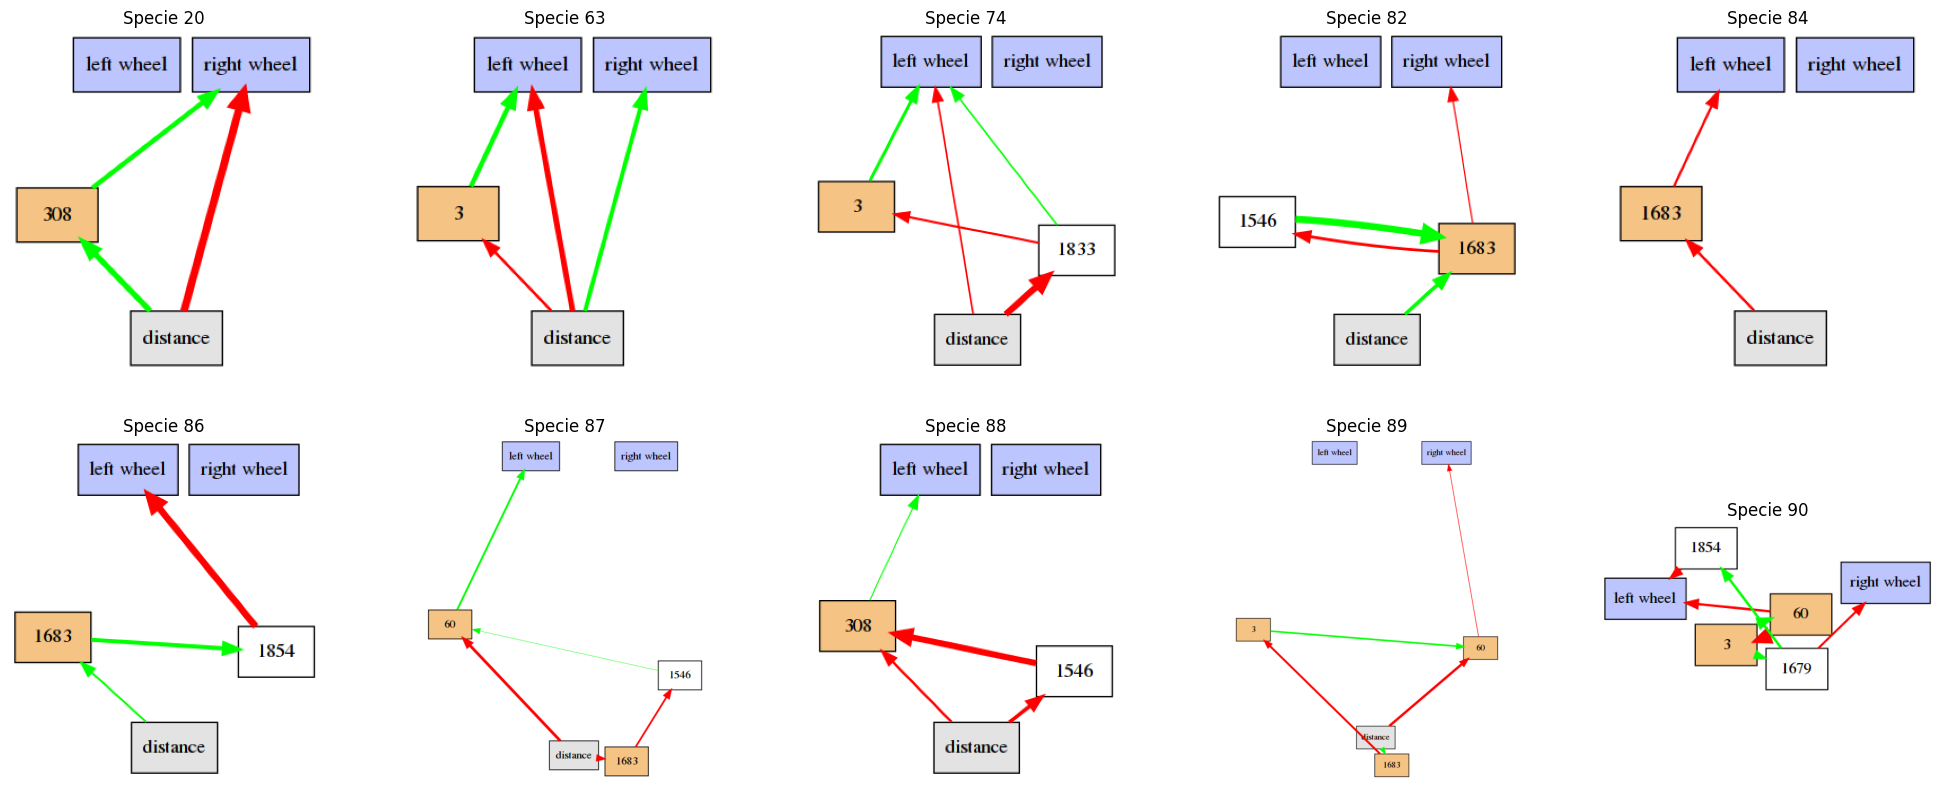 Specie 20
left wheel
right wheel
308
distance
Specie 63
left wheel
right wheel
3
distance
Specie 74
left wheel
right wheel
3
1833
distance
Specie 82
left wheel
right wheel
1546
1683
distance
Specie 84
left wheel
right wheel
1683
distance
Specie 86
left wheel
right wheel
1683
1854
distance
Specie 87
left wheel
right wheel
60
1546
distance
1683
Specie 88
left wheel
right wheel
308
1546
distance
Specie 89
left wheel
right wheel
3
60
distance
1683
Specie 90
1854
right wheel
left wheel
60
3
1679